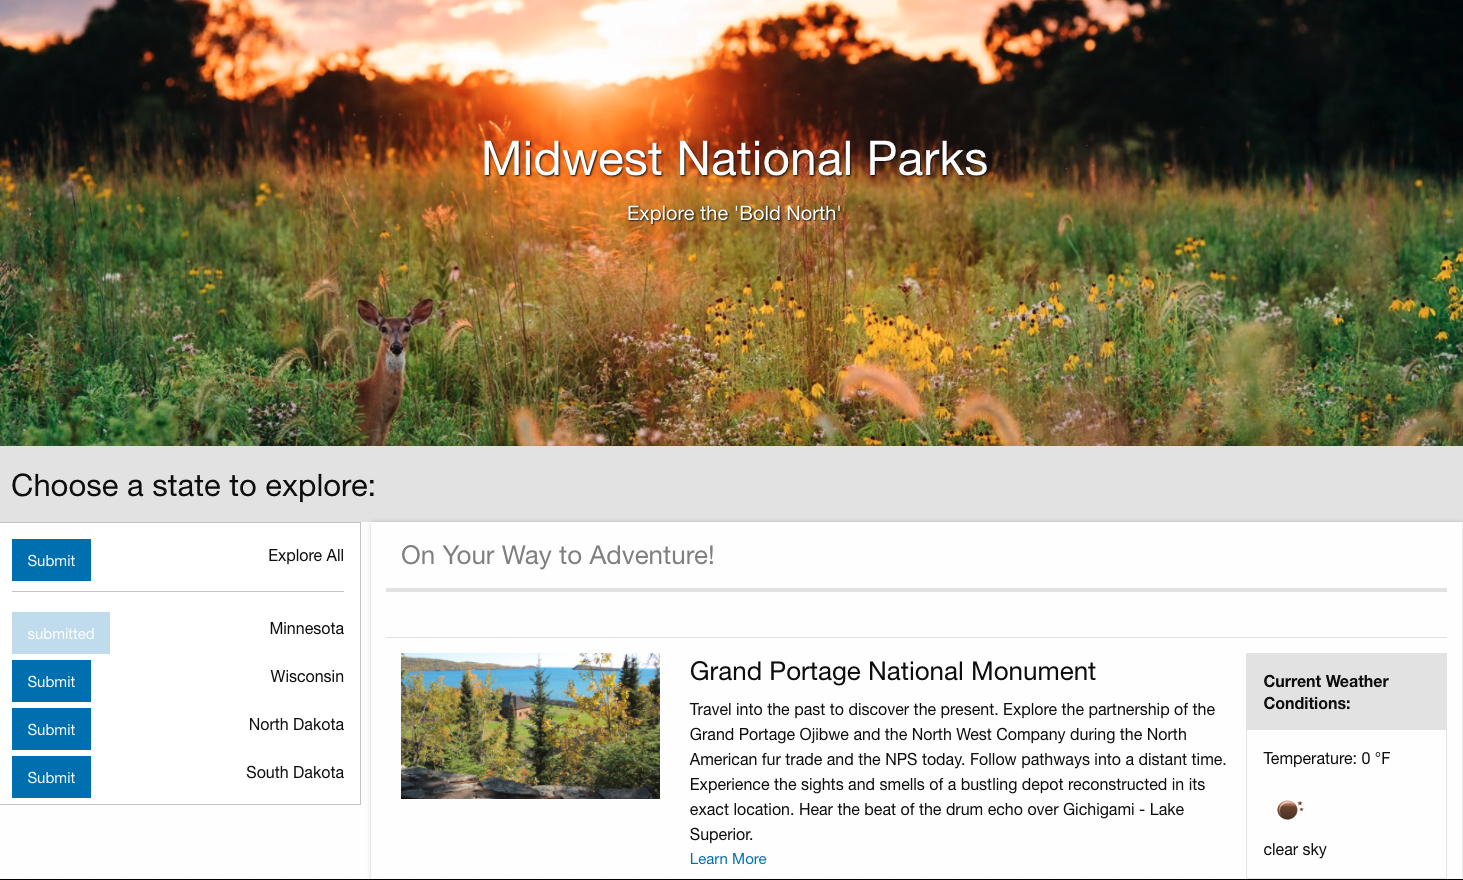 Midwest National Parks
Explore the 'Bold North'
Choose a state to explore:
Submit Explore All
submitted Minnesota
Submit Wisconsin
Submit North Dakota
Submit South Dakota
On Your Way to Adventure!
Grand Portage National Monument
Travel into the past to discover the present. Explore the partnership of the
Grand Portage Ojibwe and the North West Company during the North
American fur trade and the NPS today. Follow pathways into a distant time.
Experience the sights and smells of a bustling depot reconstructed in its
exact location. Hear the beat of the drum echo over Gichigami - Lake
Superior.
Learn More
Current Weather
Conditions:
Temperature: 0 °F
clear sky